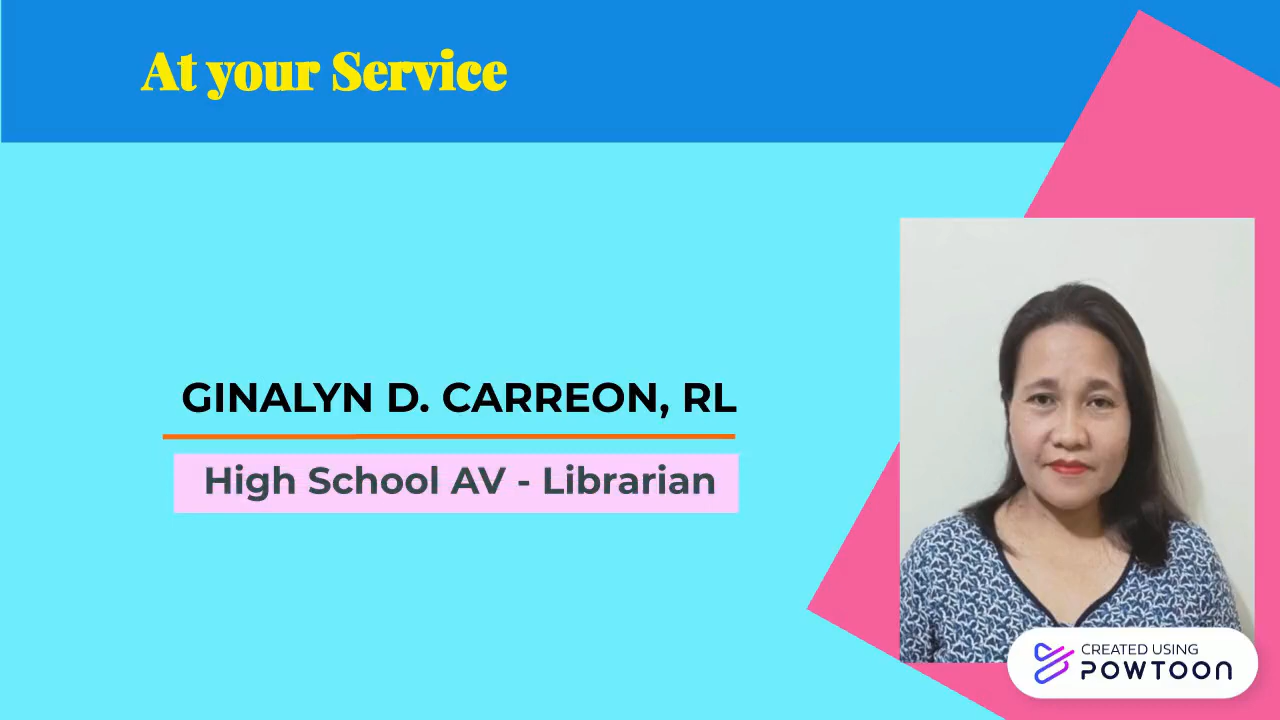 At your Service
GINALYN D. CARREON, RL
High School AV - Librarian
CREATED USING
POWTOON